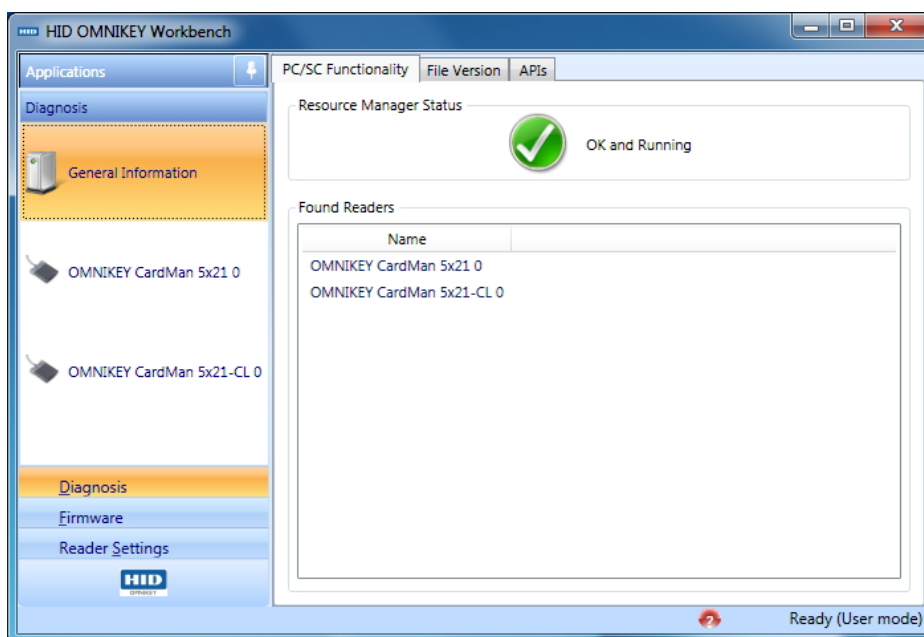 HID HID OMNIKEY Workbench
Applications
Diagnosis
General Information
OMNIKEY CardMan 5x21 0
OMNIKEY CardMan 5x21-CL 0
Diagnosis
Firmware
Reader Settings
HID
OMNIKEY
PC/SC Functionality File Version APIs
Resource Manager Status
OK and Running
Found Readers
Name
OMNIKEY CardMan 5x21 0
OMNIKEY CardMan 5x21-CL 0
? Ready (User mode)